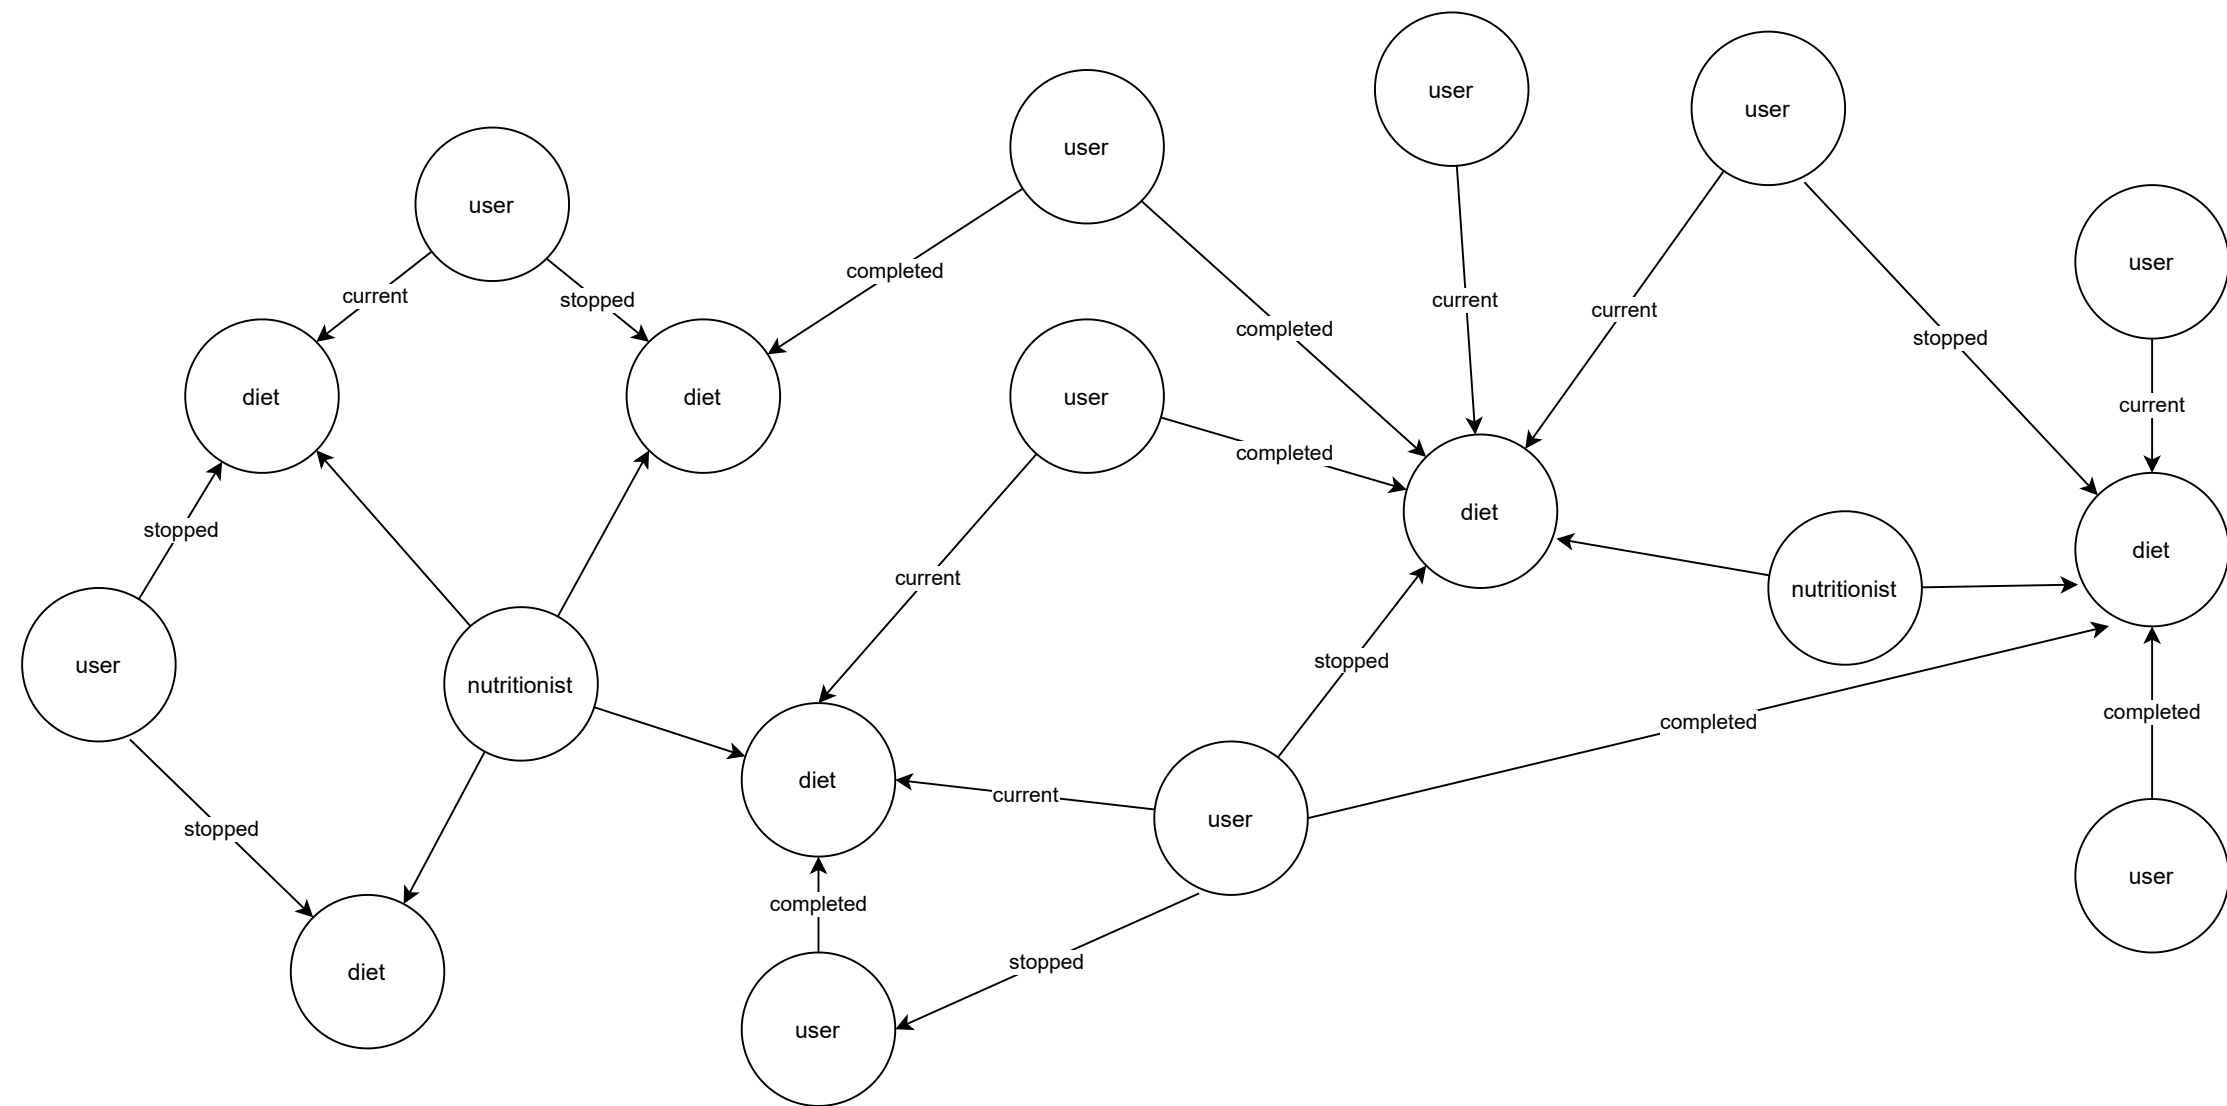 user
user
user
user
user
completed
current
stopped
current
completed
current
stopped
diet
diet
user
current
completed
stopped
diet
diet
current
nutritionist
stopped
user
nutritionist
completed
completed
diet
current
user
stopped
user
completed
stopped
diet
user